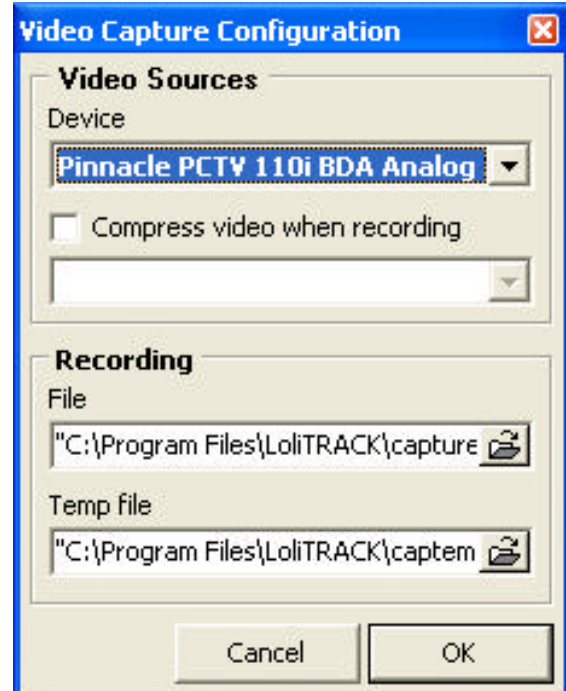 Video Capture Configuration
Video Sources
Device
Pinnacle PCTV 110i BDA Analog
Compress video when recording
Recording
File
"C:\Program Files\LoliTRACK\capture
Temp file
"C:\Program Files\LoliTRACK\captem
Cancel OK